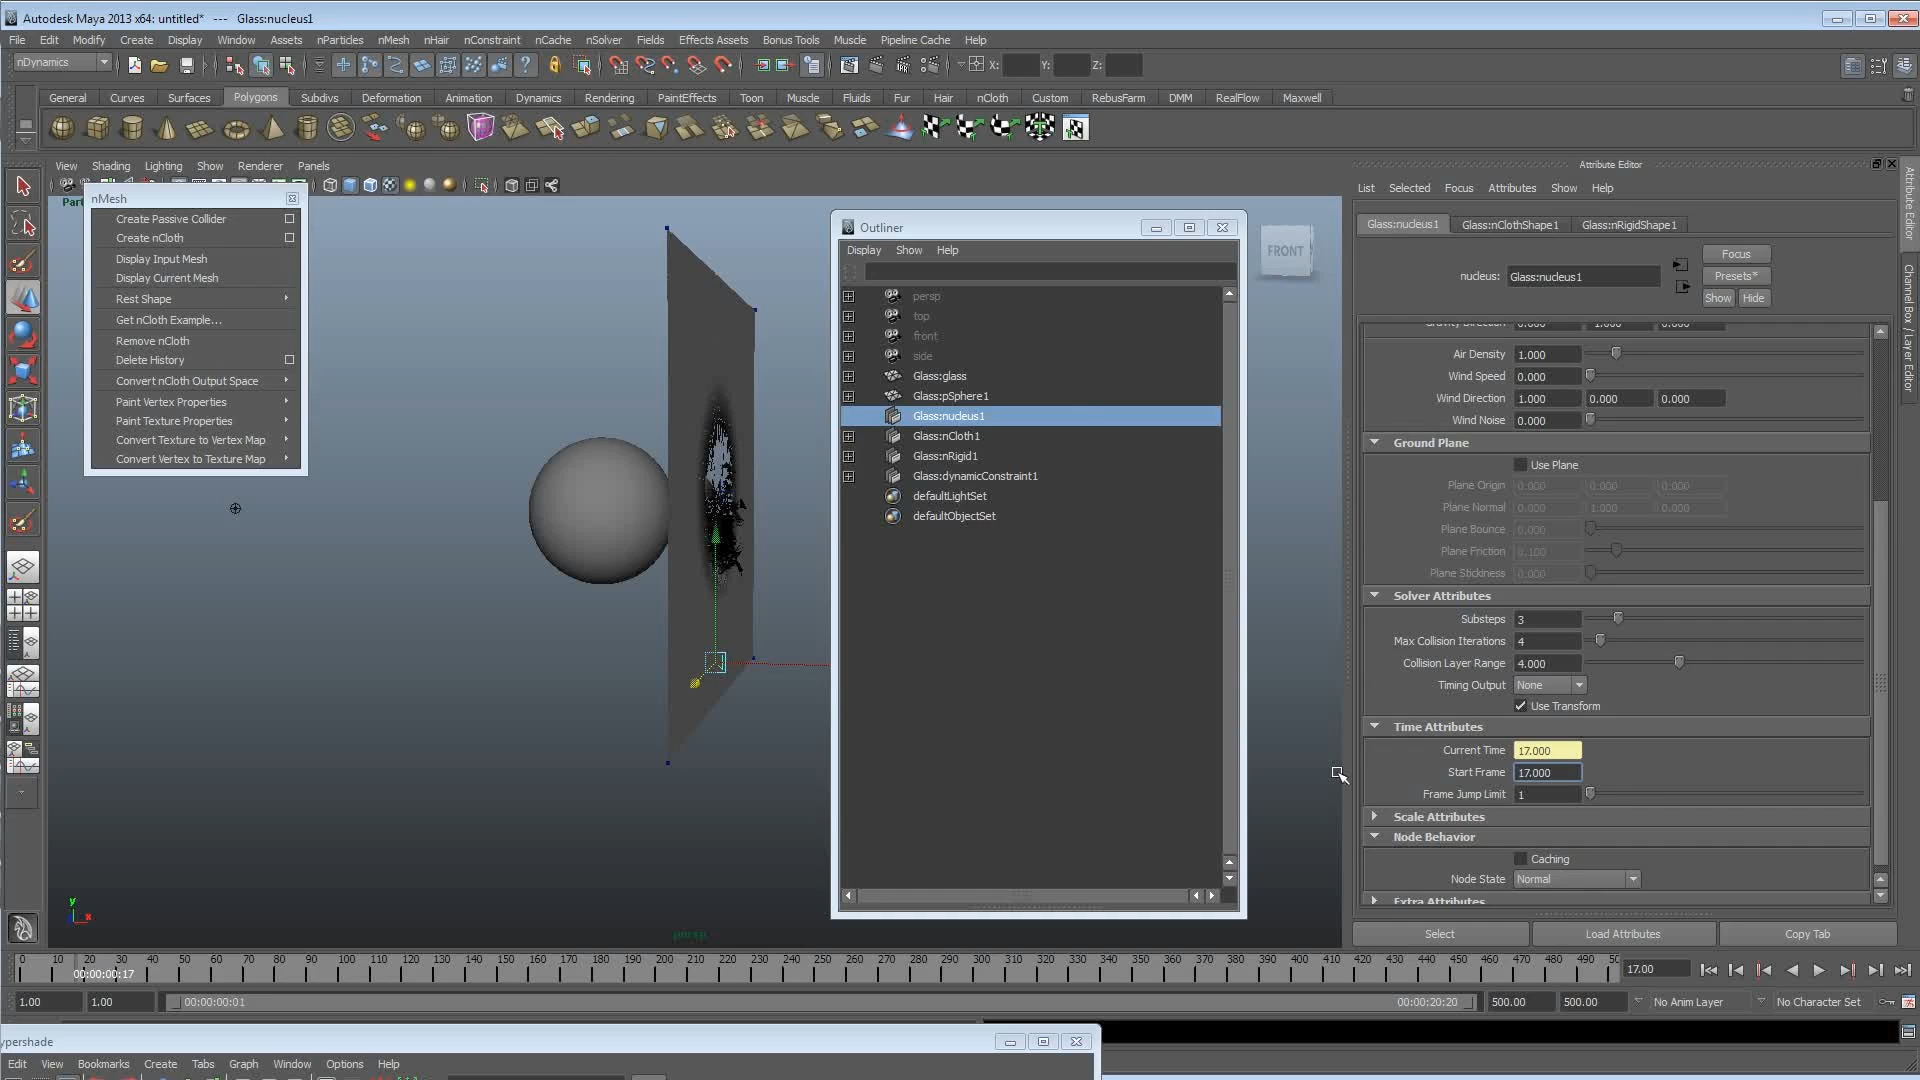 Autodesk Maya 2013 x64: untitled* --- Glass:nucleus1
File Edit Modify Create Display Window Assets nParticles nMesh nHair nConstraint nCache nSolver Fields Effects Assets Bonus Tools Muscle Pipeline Cache Help
nDynamics X: Y: Z:
General Curves Surfaces Polygons Subdivs Deformation Animation Dynamics Rendering PaintEffects Toon Muscle Fluids Fur Hair nCloth Custom RebusFarm DMM RealFlow Maxwell
View Shading Lighting Show Renderer Panels
Part
nMesh
Create Passive Collider
Create nCloth
Display Input Mesh
Display Current Mesh
Rest Shape
Get nCloth Example...
Remove nCloth
Delete History
Convert nCloth Output Space
Paint Vertex Properties
Paint Texture Properties
Convert Texture to Vertex Map
Convert Vertex to Texture Map
y
x
persp
FRONT
Outliner
Display Show Help
persp
top
front
side
Glass:glass
Glass:pSphere1
Glass:nucleus1
Glass:nCloth1
Glass:nRigid1
Glass:dynamicConstraint1
defaultLightSet
defaultObjectSet
Attribute Editor
List Selected Focus Attributes Show Help
Glass:nucleus1 Glass:nClothShape1 Glass:nRigidShape1
nucleus: Glass:nucleus1
Focus
Presets*
Show Hide
Gravity Direction 0.000 -1.000 0.000
Air Density 1.000
Wind Speed 0.000
Wind Direction 1.000 0.000 0.000
Wind Noise 0.000
Ground Plane
Use Plane
Plane Origin 0.000 0.000 0.000
Plane Normal 0.000 1.000 0.000
Plane Bounce 0.000
Plane Friction 0.100
Plane Stickiness 0.000
Solver Attributes
Substeps 3
Max Collision Iterations 4
Collision Layer Range 4.000
Timing Output None
Use Transform
Time Attributes
Current Time 17.000
Start Frame 17.000
Frame Jump Limit 1
Scale Attributes
Node Behavior
Caching
Node State Normal
Extra Attributes
Select Load Attributes Copy Tab
Attribute Editor
Channel Box / Layer Editor
0 10 20 30 40 50 60 70 80 90 100 110 120 130 140 150 160 170 180 190 200 210 220 230 240 250 260 270 280 290 300 310 320 330 340 350 360 370 380 390 400 410 420 430 440 450 460 470 480 490 50
00:00:00:17
17.00
1.00 1.00 00:00:00:01 00:00:20:20 500.00 500.00 No Anim Layer No Character Set
ypershade
Edit View Bookmarks Create Tabs Graph Window Options Help